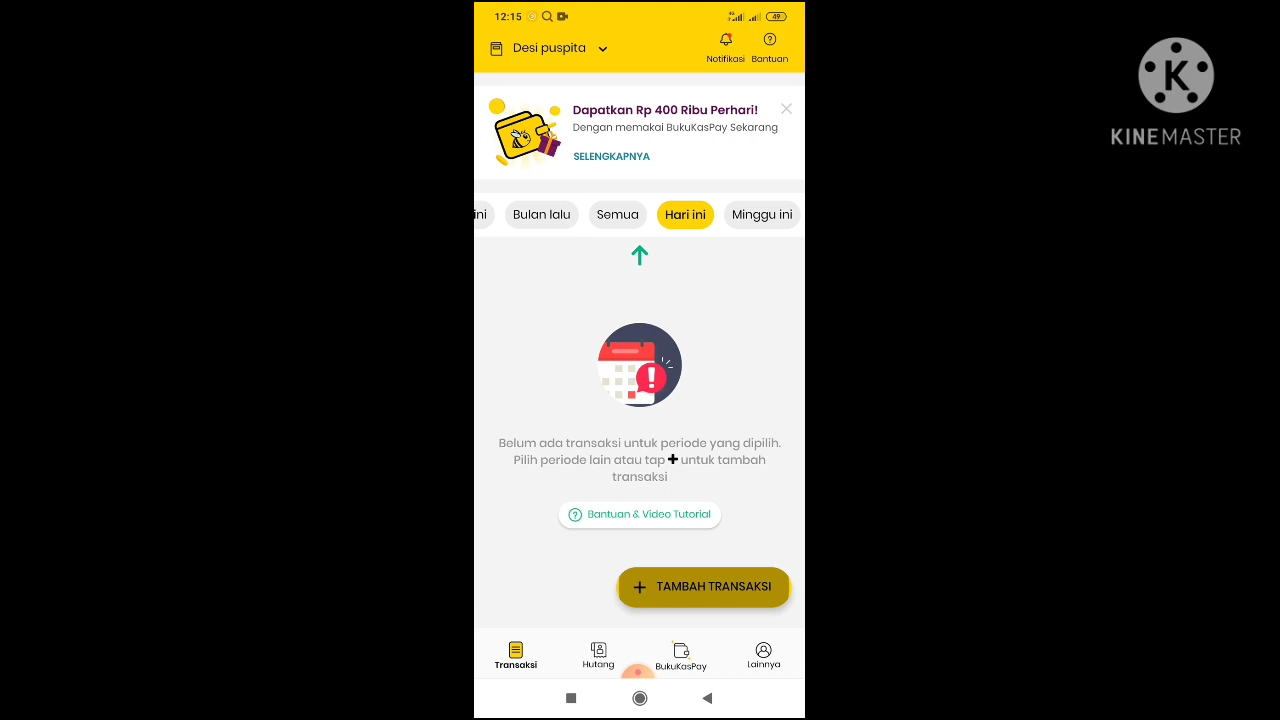 12:15
4G
49
Desi puspita
Notifikasi
Bantuan
Dapatkan Rp 400 Ribu Perhari!
Dengan memakai BukuKasPay Sekarang
SELENGKAPNYA
ini
Bulan lalu
Semua
Hari ini
Minggu ini
Belum ada transaksi untuk periode yang dipilih.
Pilih periode lain atau tap + untuk tambah
transaksi
Bantuan & Video Tutorial
+ TAMBAH TRANSAKSI
Transaksi
Hutang
BukuKasPay
Lainnya
K
KINEMASTER